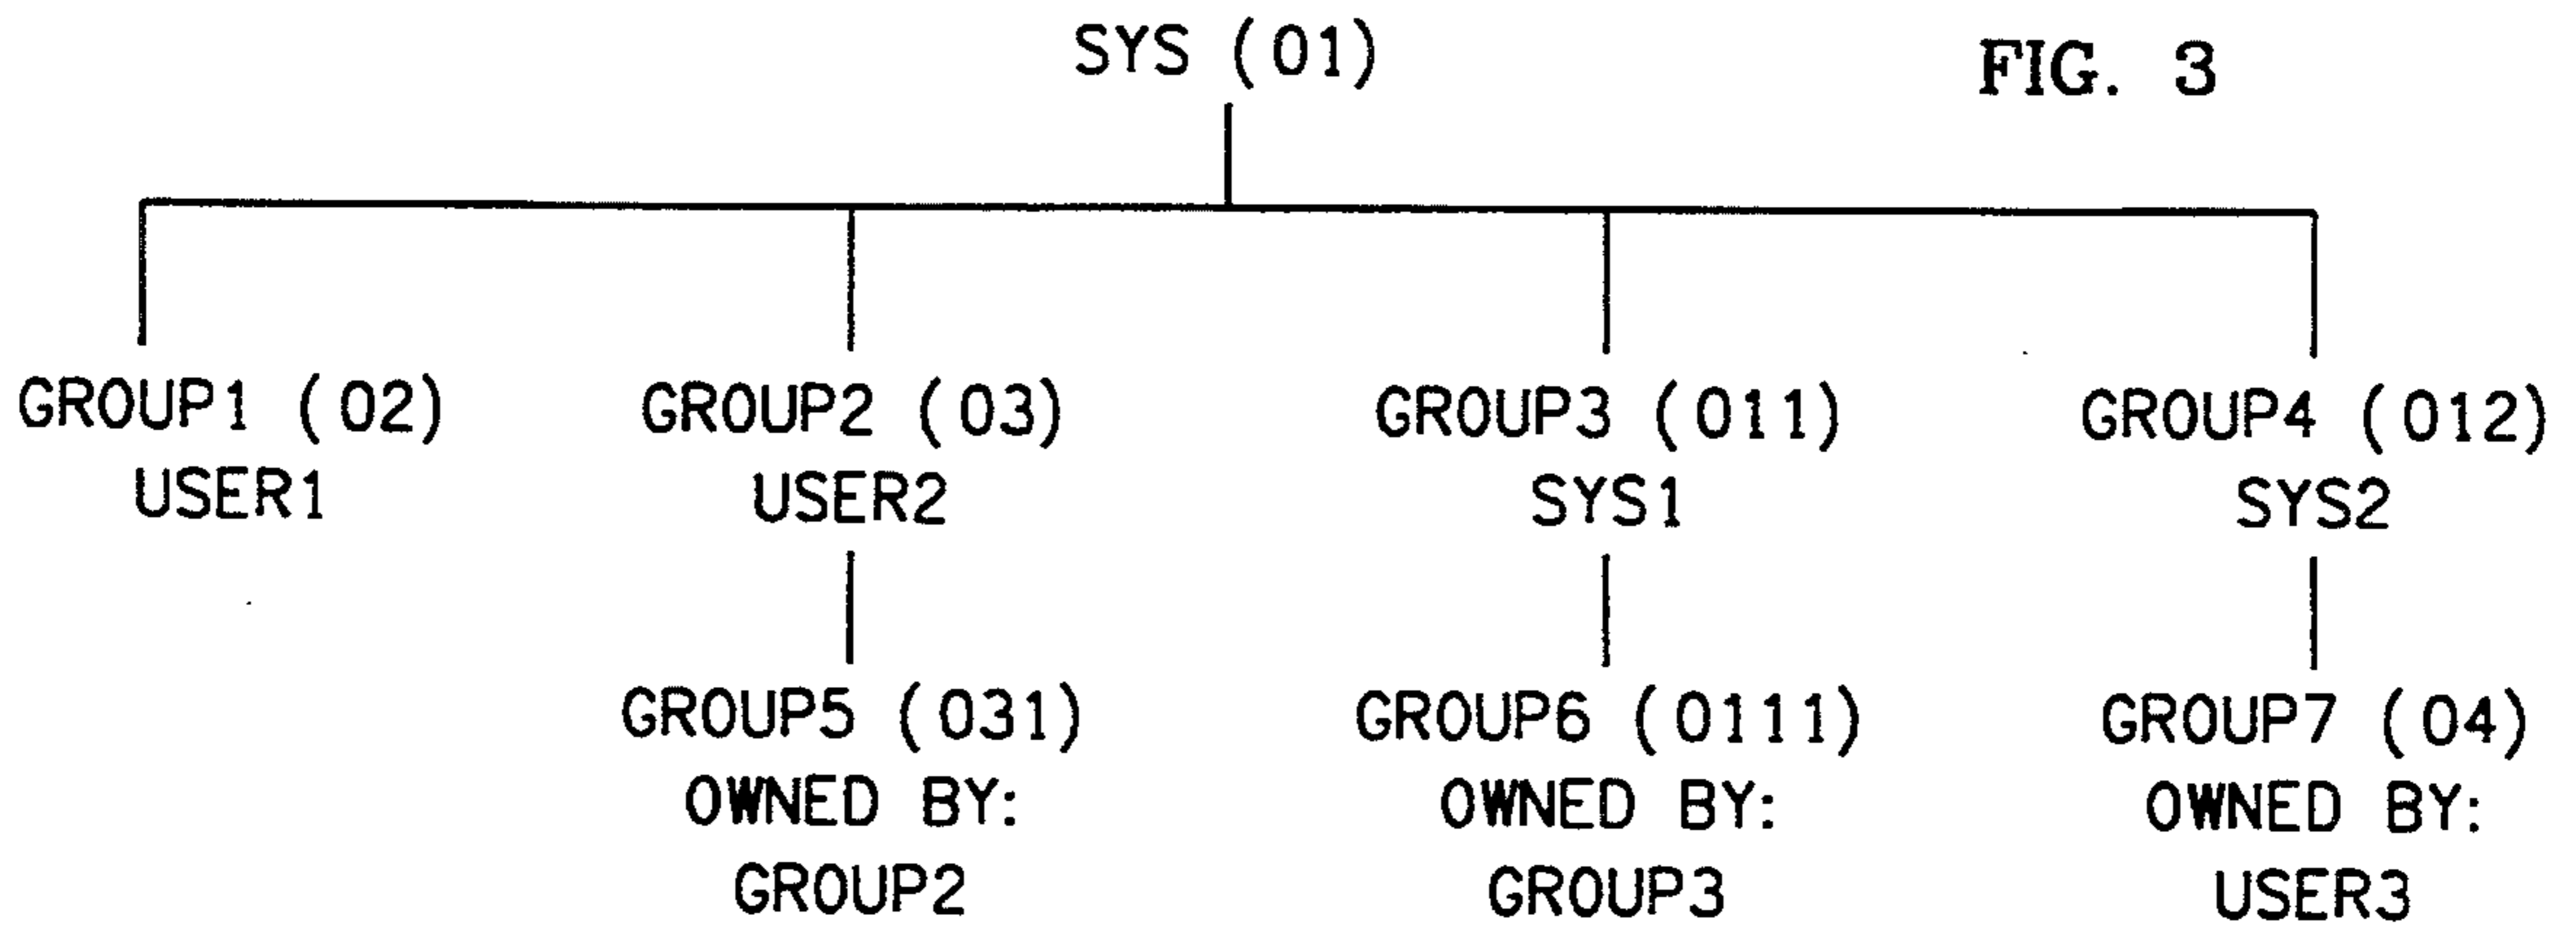 SYS (01)
FIG. 3
GROUP1 (02)
USER1
GROUP2 (03)
USER2
GROUP3 (011)
SYS1
GROUP4 (012)
SYS2
GROUP5 (031)
OWNED BY:
GROUP2
GROUP6 (0111)
OWNED BY:
GROUP3
GROUP7 (04)
OWNED BY:
USER3